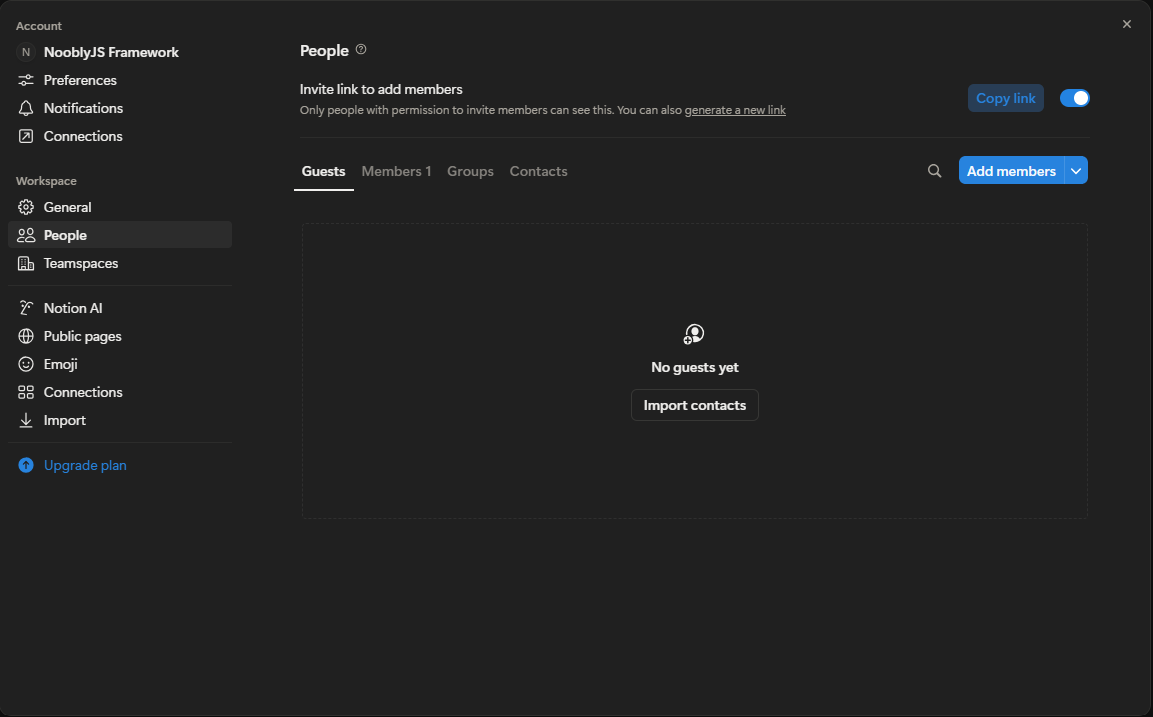 Account
N NooblyJS Framework
Preferences
Notifications
Connections
Workspace
General
People
Teamspaces
Notion AI
Public pages
Emoji
Connections
Import
Upgrade plan
People
Invite link to add members
Only people with permission to invite members can see this. You can also generate a new link
Copy link
Guests Members 1 Groups Contacts
Add members
No guests yet
Import contacts